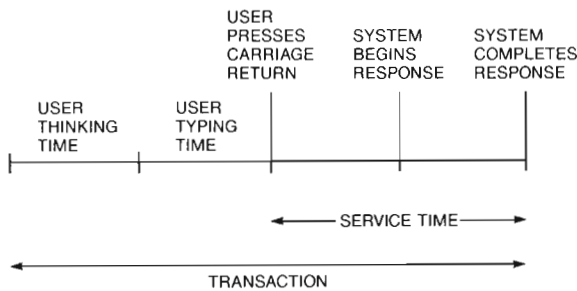 USER
PRESSES
CARRIAGE
RETURN
SYSTEM
BEGINS
RESPONSE
SYSTEM
COMPLETES
RESPONSE
USER
THINKING
TIME
USER
TYPING
TIME
SERVICE TIME
TRANSACTION